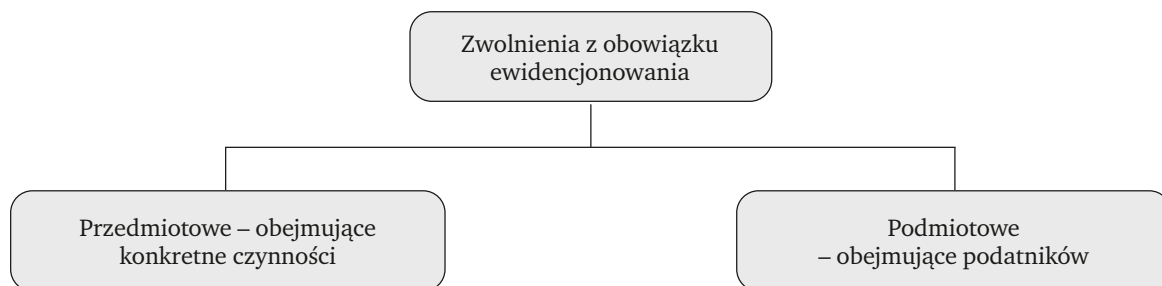 Zwolnienia z obowiązku
ewidencjonowania
Przedmiotowe – obejmujące
konkretne czynności
Podmiotowe
– obejmujące podatników